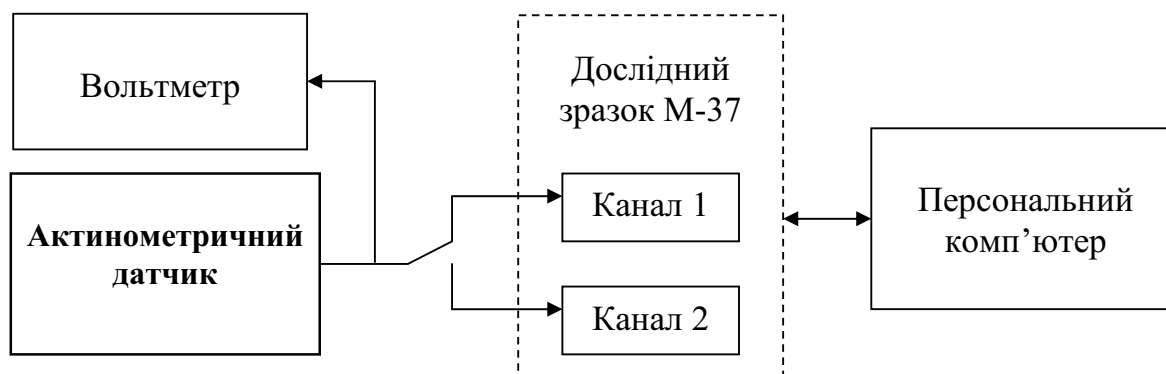 Вольтметр
Актинометричний
датчик
Дослідний
зразок М-37
Канал 1
Канал 2
Персональний
комп’ютер